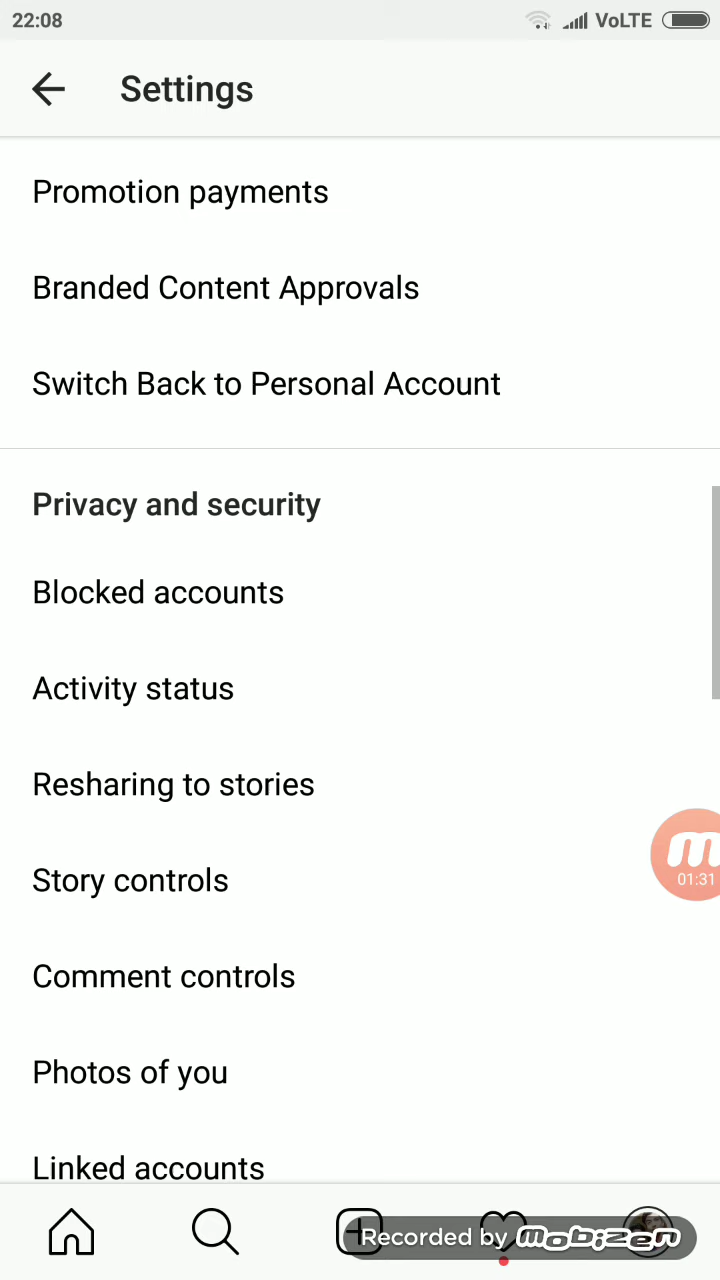 22:08 VoLTE
Settings
Promotion payments
Branded Content Approvals
Switch Back to Personal Account
Privacy and security
Blocked accounts
Activity status
Resharing to stories
Story controls
m
01:31
Comment controls
Photos of you
Linked accounts
Recorded by mobizen